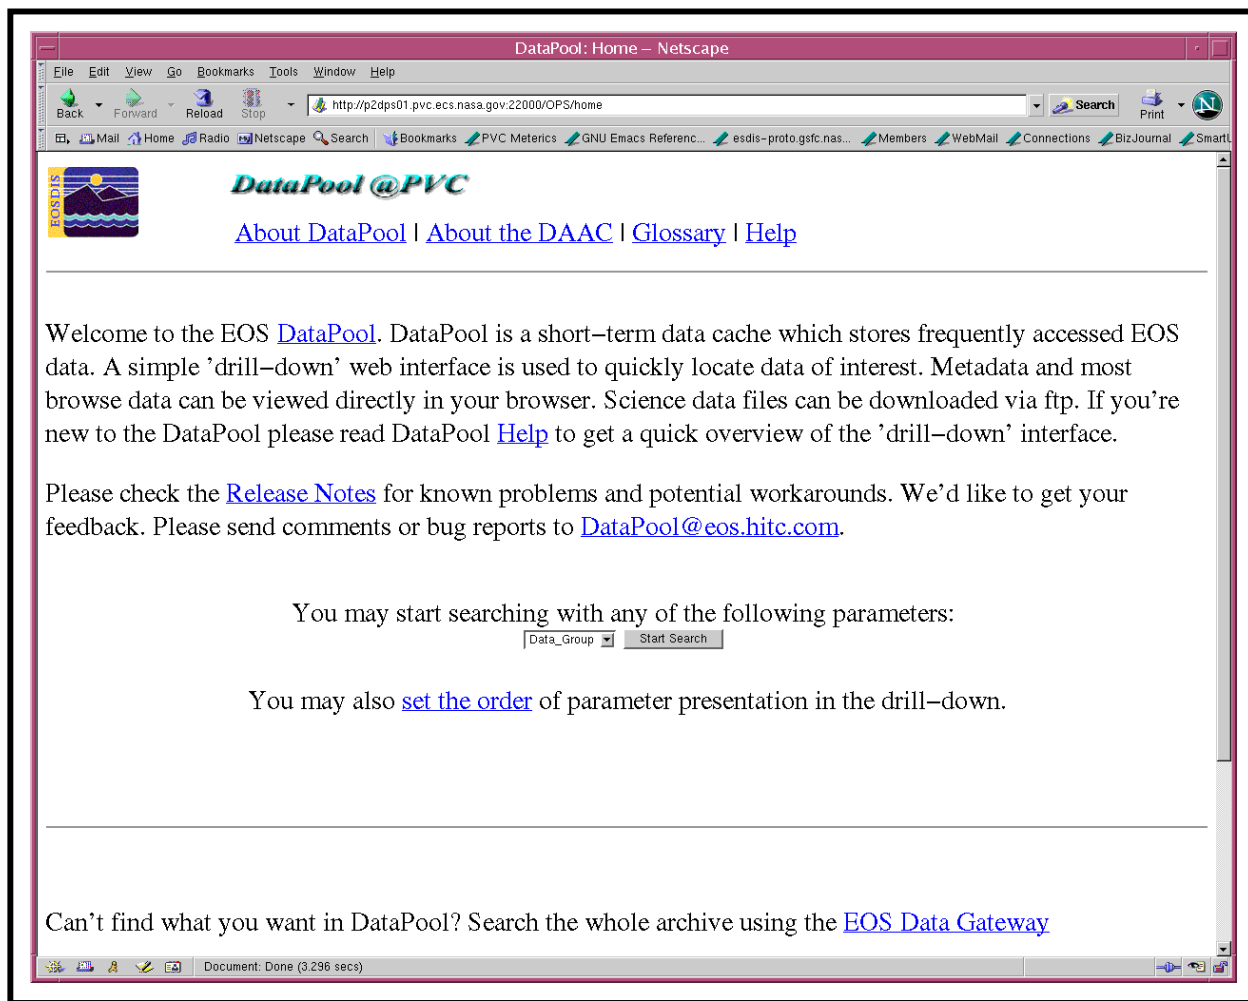 DataPool: Home – Netscape
File Edit View Go Bookmarks Tools Window Help
Back Forward Reload Stop http://p2dps01.pvc.ecs.nasa.gov:22000/OPS/home Search Print N
Mail Home Radio Netscape Search Bookmarks PVC Meterics GNU Emacs Referenc... esdis-proto.gsfc.nas... Members WebMail Connections BizJournal SmartU
EOSDIS
DataPool @PVC
About DataPool | About the DAAC | Glossary | Help
Welcome to the EOS DataPool. DataPool is a short–term data cache which stores frequently accessed EOS
data. A simple ’drill–down’ web interface is used to quickly locate data of interest. Metadata and most
browse data can be viewed directly in your browser. Science data files can be downloaded via ftp. If you’re
new to the DataPool please read DataPool Help to get a quick overview of the ’drill–down’ interface.
Please check the Release Notes for known problems and potential workarounds. We’d like to get your
feedback. Please send comments or bug reports to DataPool@eos.hitc.com.
You may start searching with any of the following parameters:
Data_Group Start Search
You may also set the order of parameter presentation in the drill–down.
Can’t find what you want in DataPool? Search the whole archive using the EOS Data Gateway
Document: Done (3.296 secs)